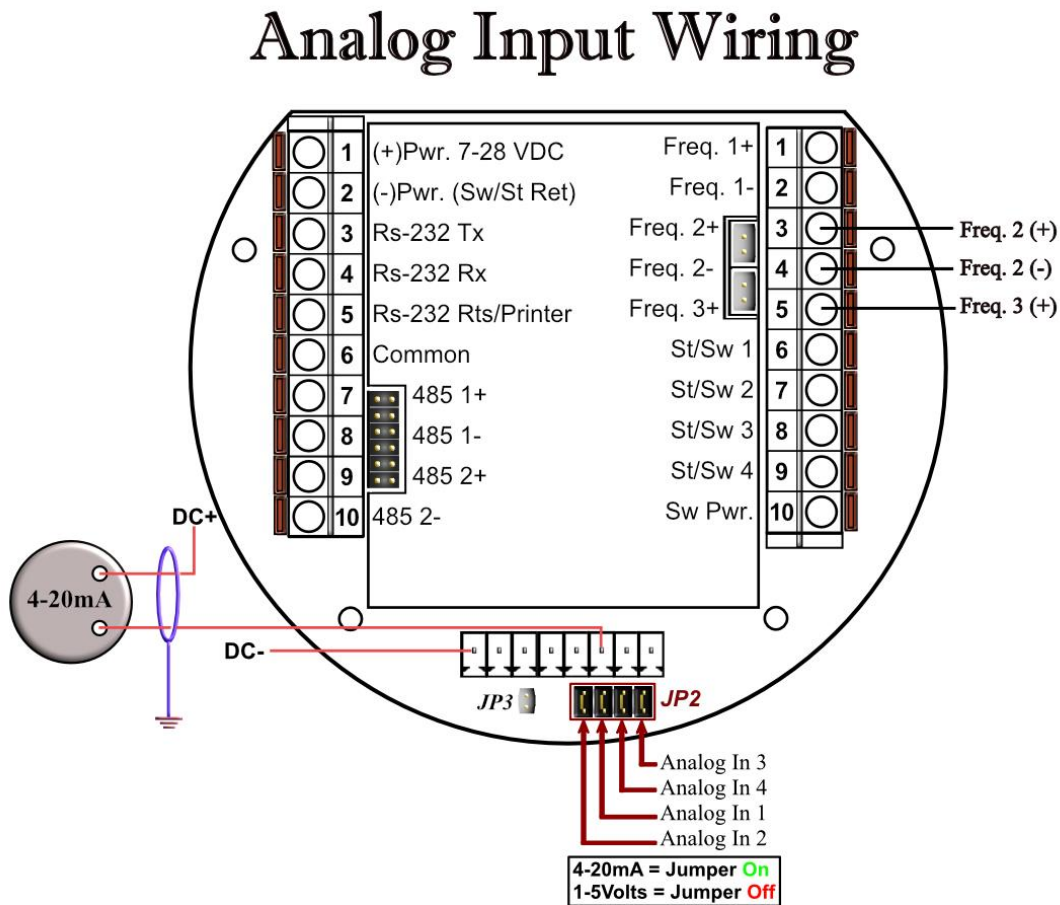 Analog Input Wiring
1 (+)Pwr. 7-28 VDC
2 (-)Pwr. (Sw/St Ret)
3 Rs-232 Tx
4 Rs-232 Rx
5 Rs-232 Rts/Printer
6 Common
7 485 1+
8 485 1-
9 485 2+
10 485 2-
Freq. 1+ 1
Freq. 1- 2
Freq. 2+ 3
Freq. 2- 4
Freq. 3+ 5
St/Sw 1 6
St/Sw 2 7
St/Sw 3 8
St/Sw 4 9
Sw Pwr. 10
Freq. 2 (+)
Freq. 2 (-)
Freq. 3 (+)
DC+
4-20mA
DC-
JP3
JP2
Analog In 3
Analog In 4
Analog In 1
Analog In 2
4-20mA = Jumper On
1-5Volts = Jumper Off